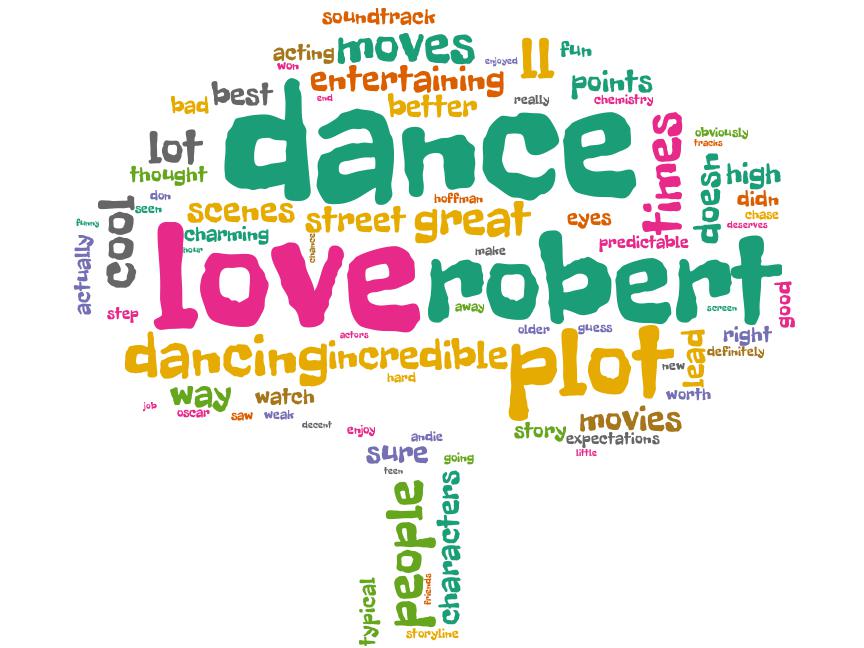 soundtrack
acting moves enjoyed ll fun
won
entertaining points
best end better really chemistry
bad
dance
lot times obviously
tracks
thought doesn high
don hoffman didn
seen scenes street great eyes chase
funny cool charming predictable deserves
hour chance make
actually love robert
step away screen good
actors older guess right
dancing incredible plot lead definitely
hard new
way watch worth
job oscar saw weak
decent movies
enjoy andie story expectations
sure going little
teen
people characters
typical friends
storyline